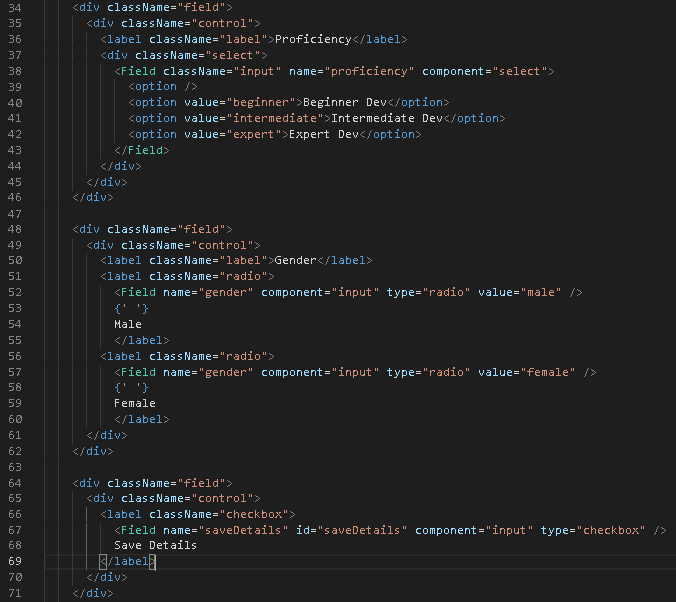 34 <div className="field">
35 <div className="control">
36 <label className="label">Proficiency</label>
37 <div className="select">
38 <Field className="input" name="proficiency" component="select">
39 <option />
40 <option value="beginner">Beginner Dev</option>
41 <option value="intermediate">Intermediate Dev</option>
42 <option value="expert">Expert Dev</option>
43 </Field>
44 </div>
45 </div>
46 </div>
47
48 <div className="field">
49 <div className="control">
50 <label className="label">Gender</label>
51 <label className="radio">
52 <Field name="gender" component="input" type="radio" value="male" />
53 {' '}
54 Male
55 </label>
56 <label className="radio">
57 <Field name="gender" component="input" type="radio" value="female" />
58 {' '}
59 Female
60 </label>
61 </div>
62 </div>
63
64 <div className="field">
65 <div className="control">
66 <label className="checkbox">
67 <Field name="saveDetails" id="saveDetails" component="input" type="checkbox" />
68 Save Details
69 </label>
70 </div>
71 </div>